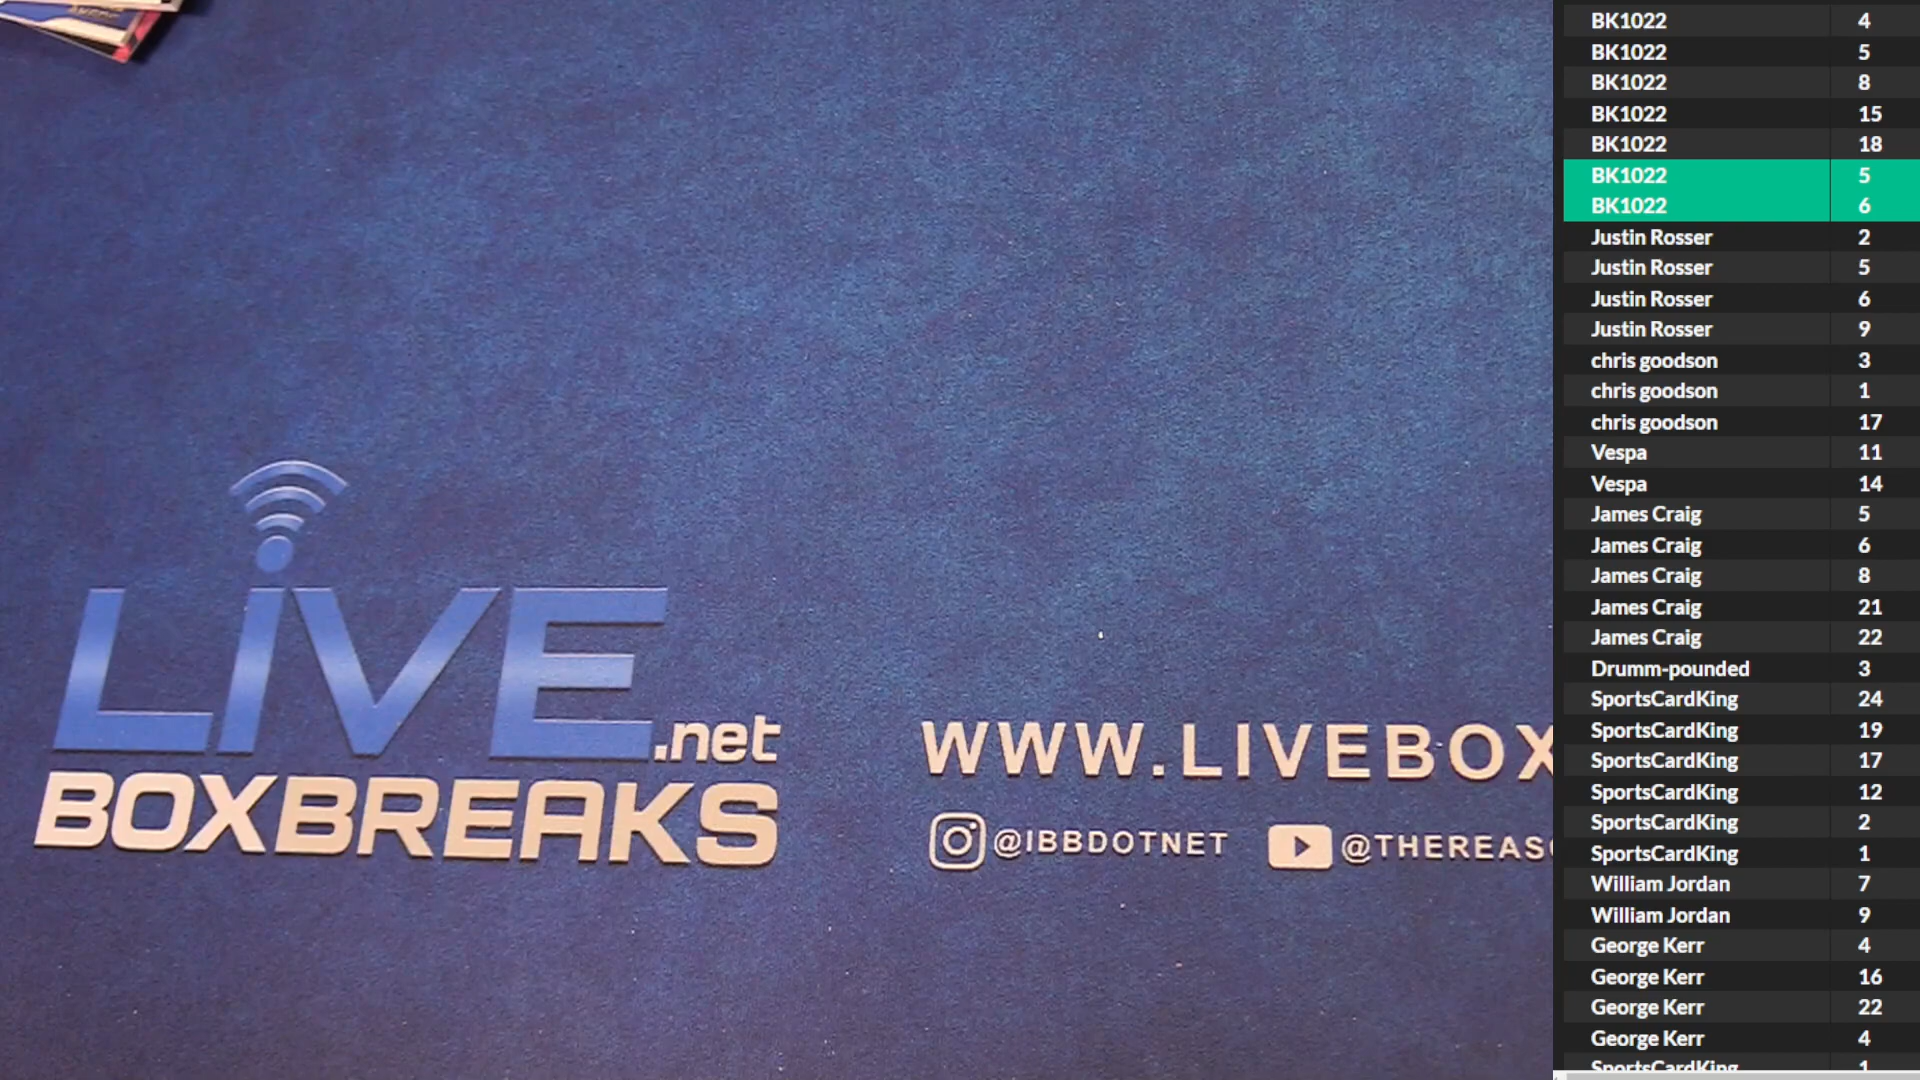 LIVE
.net
BOXBREAKS
WWW.LIVEBOX
@IBBDOTNET
@THEREAS
BK1022 4
BK1022 5
BK1022 8
BK1022 15
BK1022 18
BK1022 5
BK1022 6
Justin Rosser 2
Justin Rosser 5
Justin Rosser 6
Justin Rosser 9
chris goodson 3
chris goodson 1
chris goodson 17
Vespa 11
Vespa 14
James Craig 5
James Craig 6
James Craig 8
James Craig 21
James Craig 22
Drumm-pounded 3
SportsCardKing 24
SportsCardKing 19
SportsCardKing 17
SportsCardKing 12
SportsCardKing 2
SportsCardKing 1
William Jordan 7
William Jordan 9
George Kerr 4
George Kerr 16
George Kerr 22
George Kerr 4
SportsCardKing 1